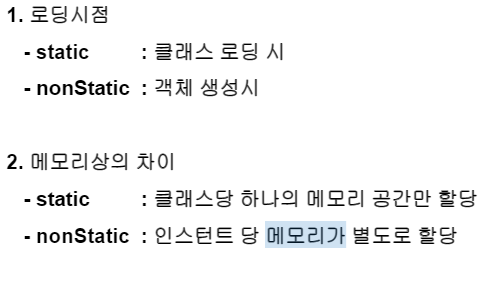 1. 로딩시점
- static : 클래스 로딩 시
- nonStatic : 객체 생성시
2. 메모리상의 차이
- static : 클래스당 하나의 메모리 공간만 할당
- nonStatic : 인스턴트 당 메모리가 별도로 할당